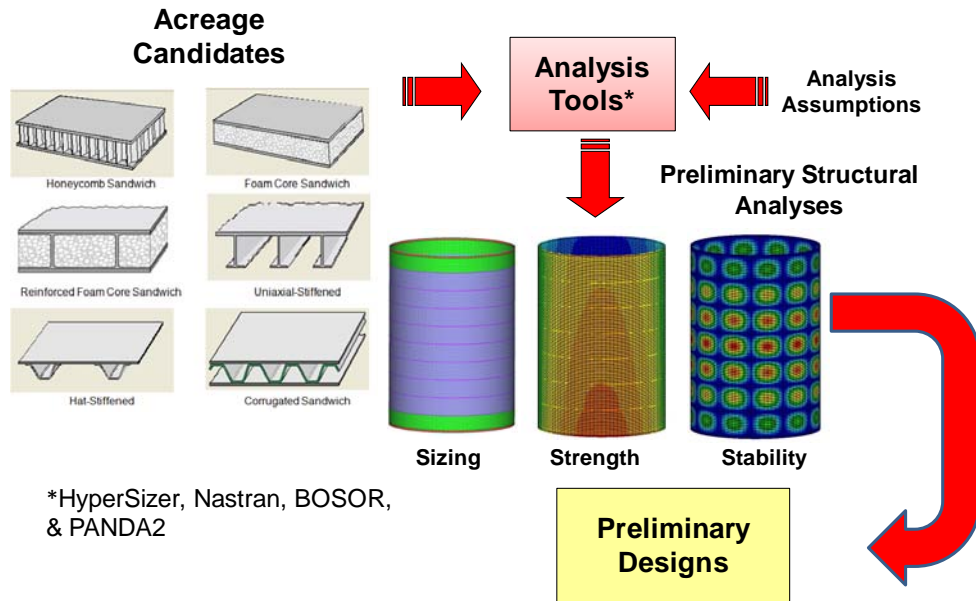 Acreage
Candidates
Honeycomb Sandwich
Foam Core Sandwich
Reinforced Foam Core Sandwich
Uniaxial-Stiffened
Hat-Stiffened
Corrugated Sandwich
Analysis
Tools*
Analysis
Assumptions
Preliminary Structural
Analyses
Sizing
Strength
Stability
*HyperSizer, Nastran, BOSOR,
& PANDA2
Preliminary
Designs